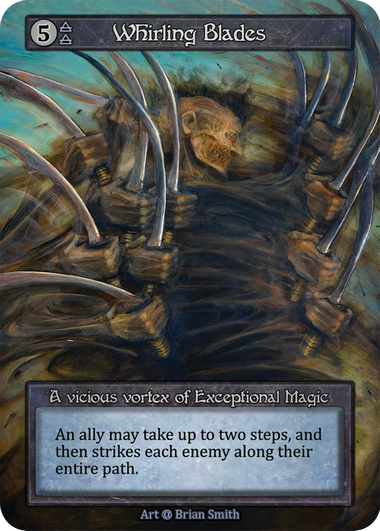 5 Whirling Blades
A vicious vortex of Exceptional Magic
An ally may take up to two steps, and
then strikes each enemy along their
entire path.
Art @ Brian Smith